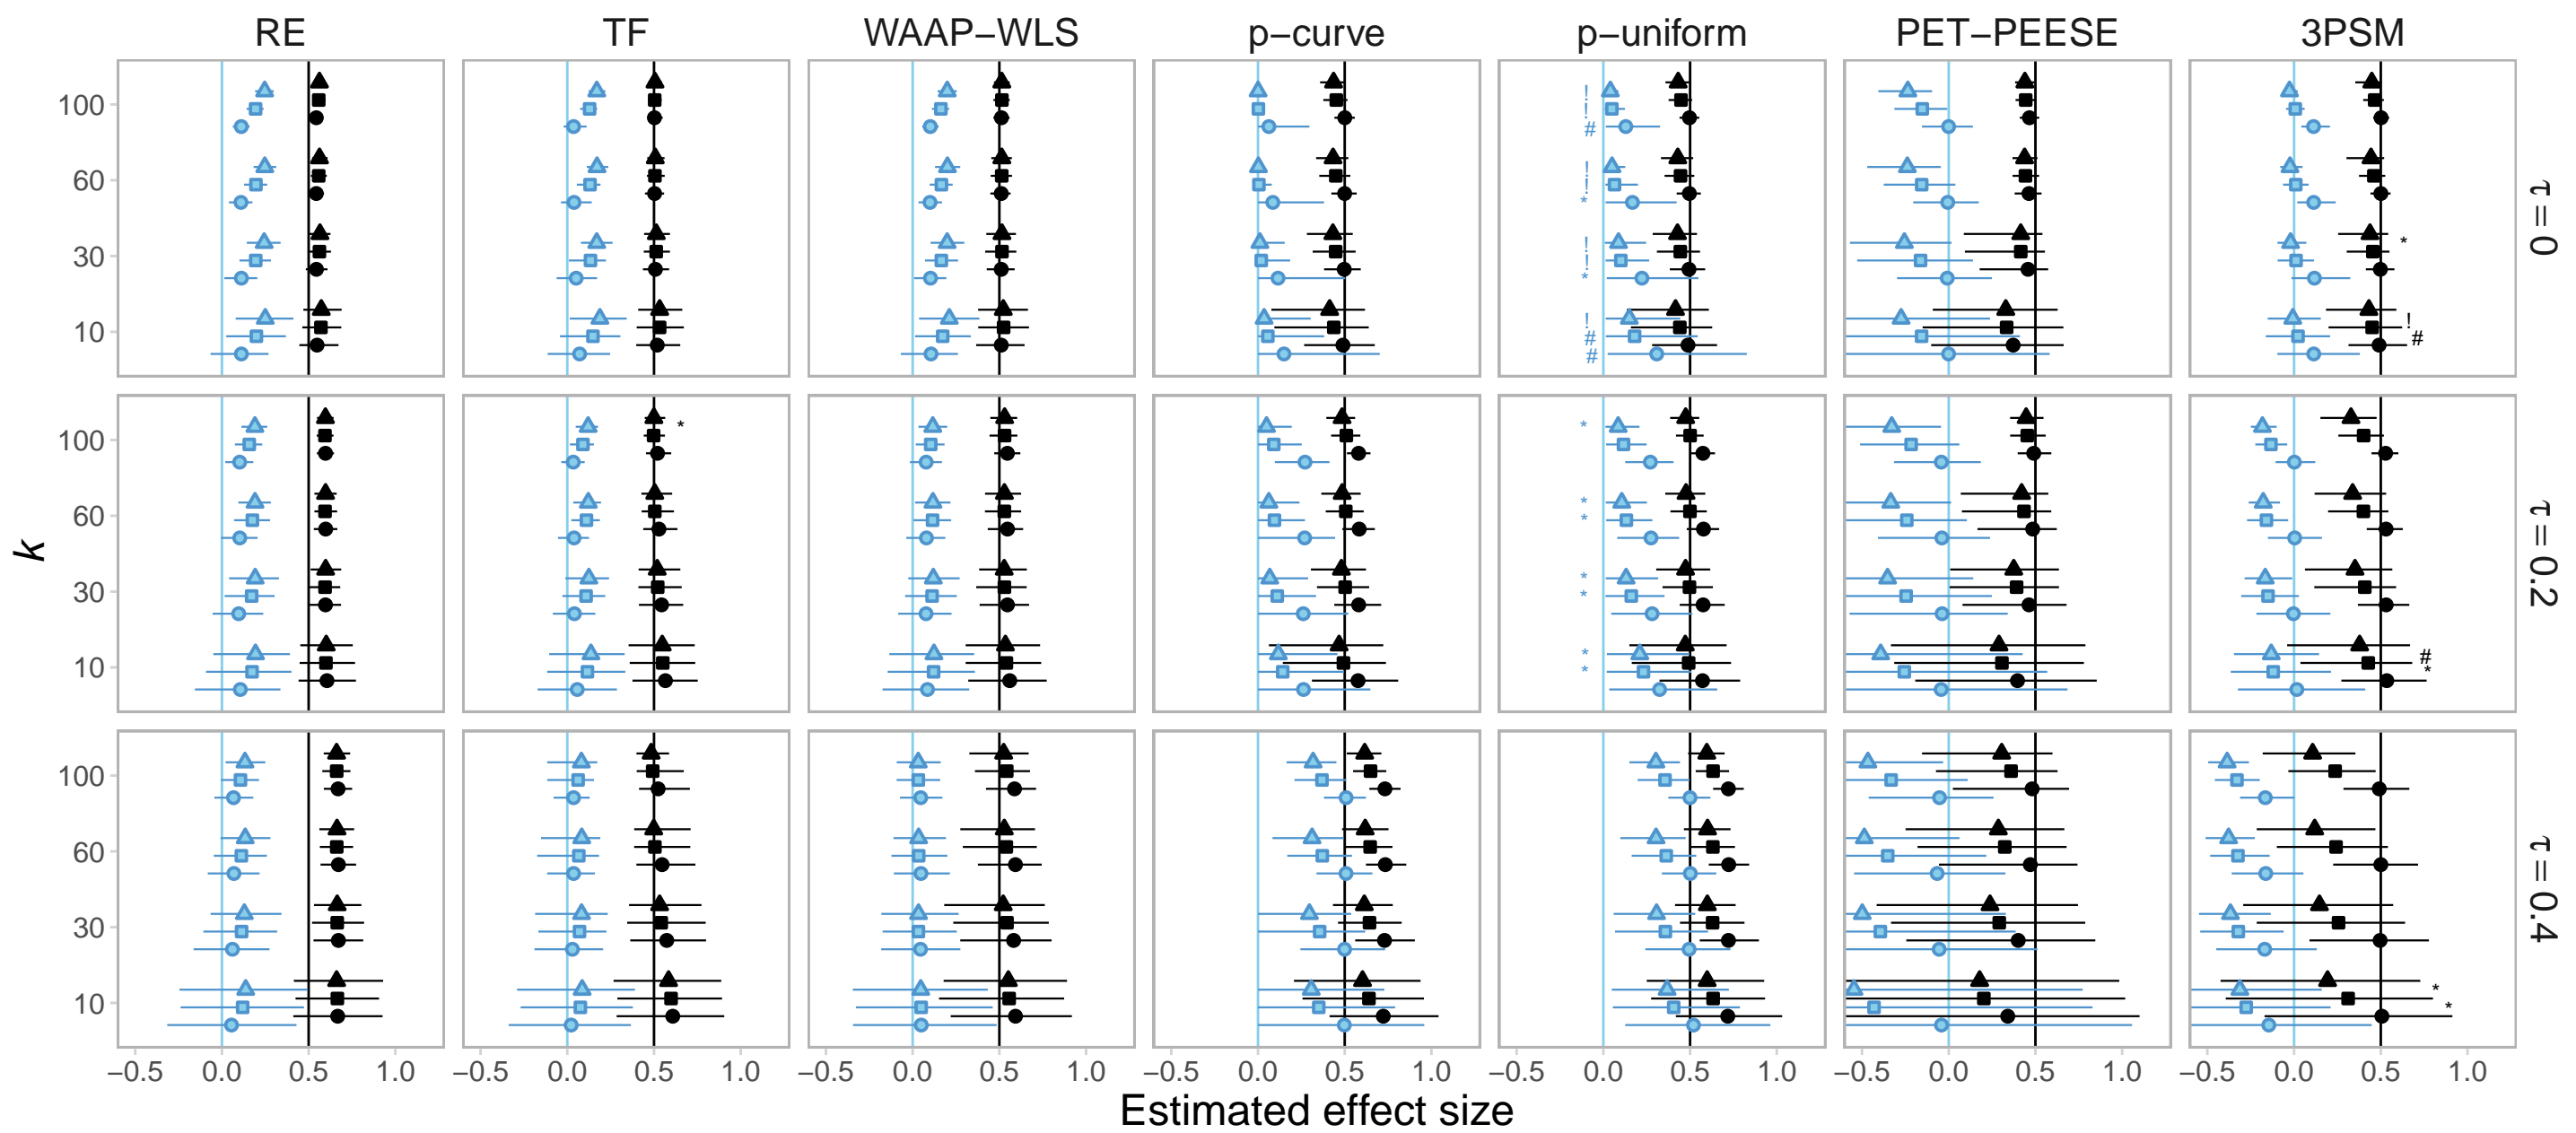 RE TF WAAP−WLS p−curve p−uniform PET−PEESE 3PSM
100 ! ! #
60 ! ! *
30 ! ! * *
10 ! # # ! #
τ = 0
100 * *
60 * *
30 * *
10 * * # *
τ = 0.2
k
100
60
30
10 * *
τ = 0.4
−0.5 0.0 0.5 1.0 −0.5 0.0 0.5 1.0 −0.5 0.0 0.5 1.0 −0.5 0.0 0.5 1.0 −0.5 0.0 0.5 1.0 −0.5 0.0 0.5 1.0 −0.5 0.0 0.5 1.0
Estimated effect size